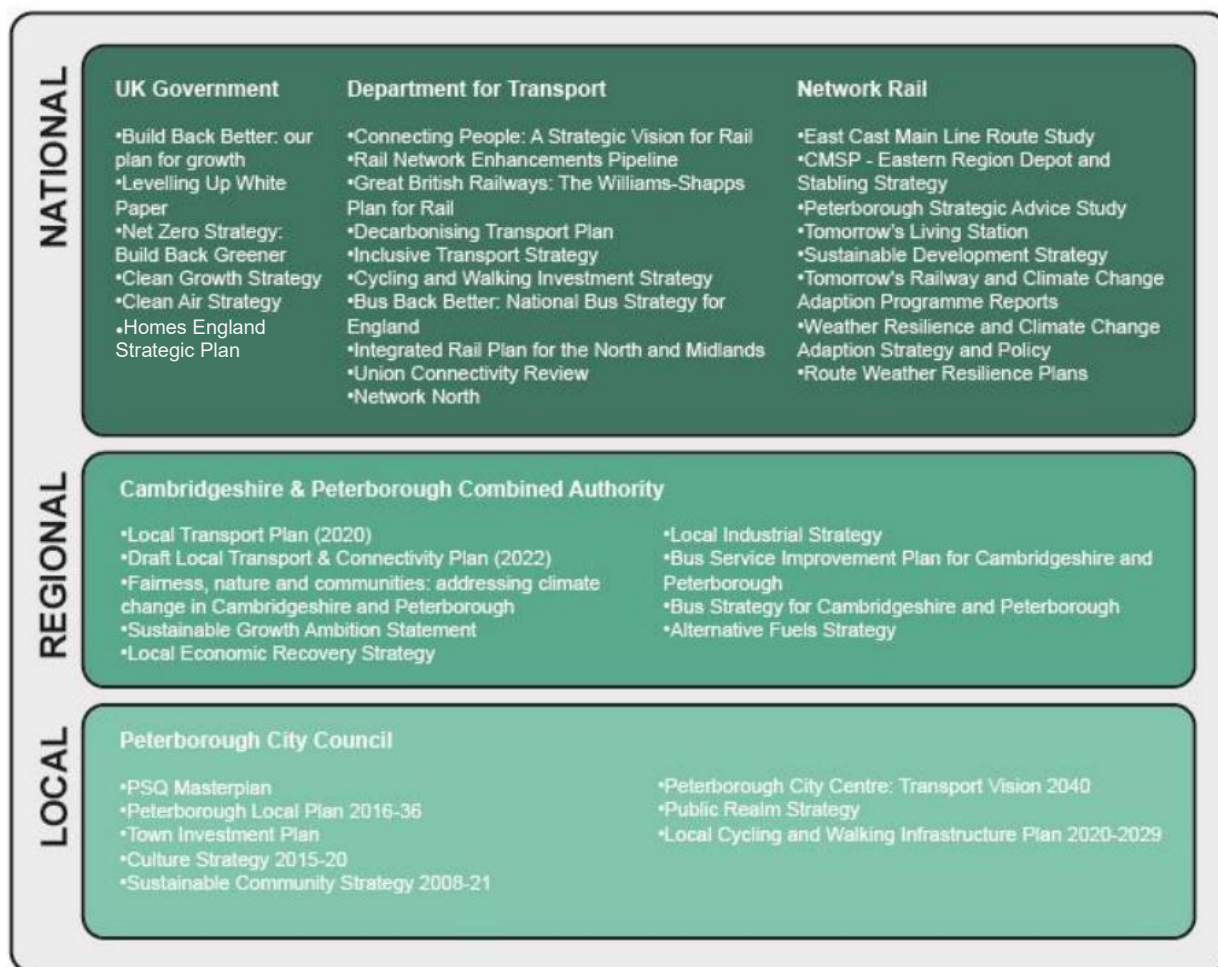 NATIONAL
UK Government
•Build Back Better: our
plan for growth
•Levelling Up White
Paper
•Net Zero Strategy:
Build Back Greener
•Clean Growth Strategy
•Clean Air Strategy
•Homes England
Strategic Plan
Department for Transport
•Connecting People: A Strategic Vision for Rail
•Rail Network Enhancements Pipeline
•Great British Railways: The Williams-Shapps
Plan for Rail
•Decarbonising Transport Plan
•Inclusive Transport Strategy
•Cycling and Walking Investment Strategy
•Bus Back Better: National Bus Strategy for
England
•Integrated Rail Plan for the North and Midlands
•Union Connectivity Review
•Network North
Network Rail
•East Cast Main Line Route Study
•CMSP - Eastern Region Depot and
Stabling Strategy
•Peterborough Strategic Advice Study
•Tomorrow's Living Station
•Sustainable Development Strategy
•Tomorrow's Railway and Climate Change
Adaption Programme Reports
•Weather Resilience and Climate Change
Adaption Strategy and Policy
•Route Weather Resilience Plans
REGIONAL
Cambridgeshire & Peterborough Combined Authority
•Local Transport Plan (2020)
•Draft Local Transport & Connectivity Plan (2022)
•Fairness, nature and communities: addressing climate
change in Cambridgeshire and Peterborough
•Sustainable Growth Ambition Statement
•Local Economic Recovery Strategy
•Local Industrial Strategy
•Bus Service Improvement Plan for Cambridgeshire and
Peterborough
•Bus Strategy for Cambridgeshire and Peterborough
•Alternative Fuels Strategy
LOCAL
Peterborough City Council
•PSQ Masterplan
•Peterborough Local Plan 2016-36
•Town Investment Plan
•Culture Strategy 2015-20
•Sustainable Community Strategy 2008-21
•Peterborough City Centre: Transport Vision 2040
•Public Realm Strategy
•Local Cycling and Walking Infrastructure Plan 2020-2029